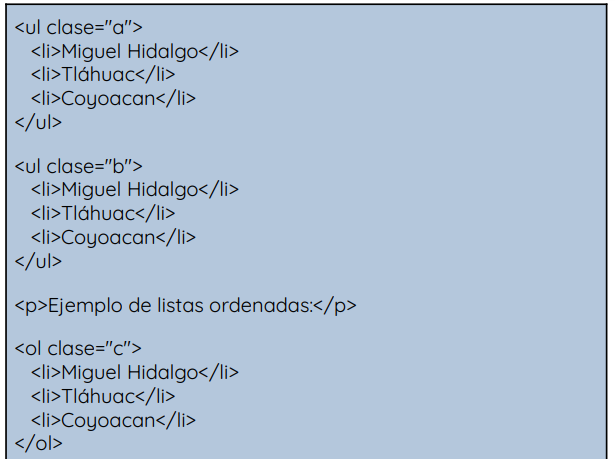 <ul clase="a">
<li>Miguel Hidalgo</li>
<li>Tláhuac</li>
<li>Coyoacan</li>
</ul>
<ul clase="b">
<li>Miguel Hidalgo</li>
<li>Tláhuac</li>
<li>Coyoacan</li>
</ul>
<p>Ejemplo de listas ordenadas:</p>
<ol clase="c">
<li>Miguel Hidalgo</li>
<li>Tláhuac</li>
<li>Coyoacan</li>
</ol>